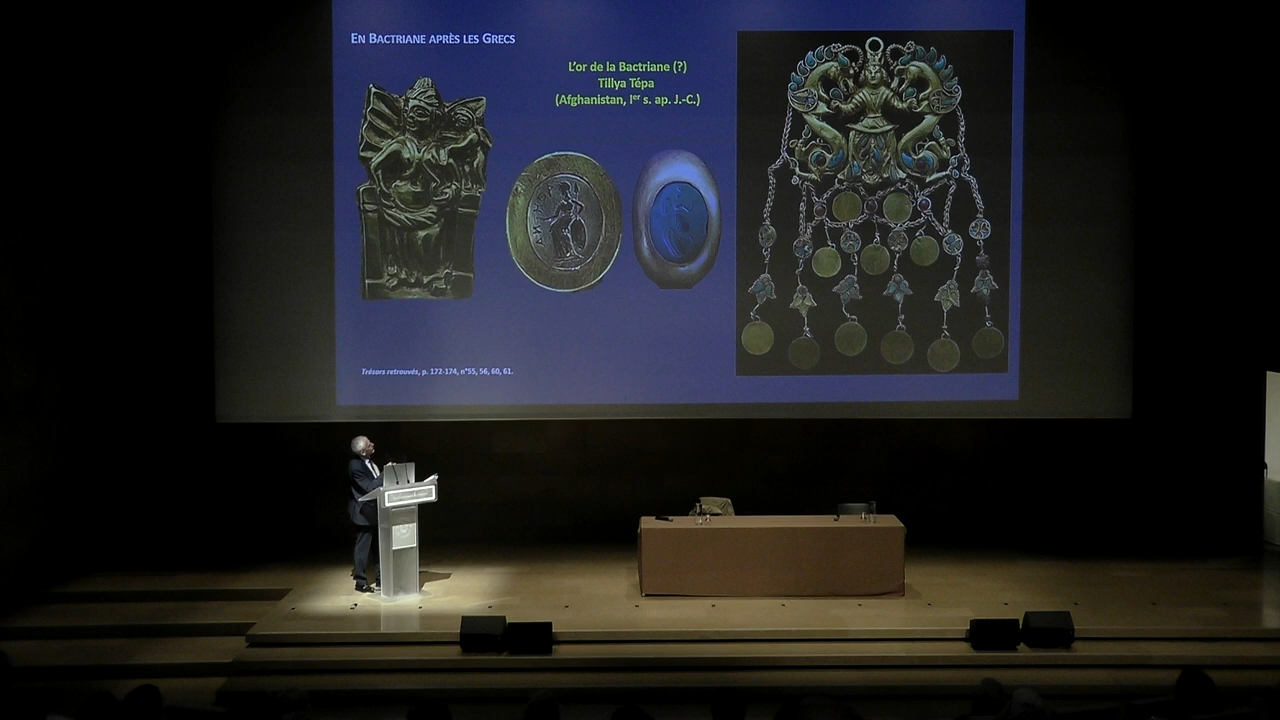 EN BACTRIANE APRÈS LES GRECS
L'or de la Bactriane (?)
Tillya Tépa
(Afghanistan, Ier s. ap. J.-C.)
Trésors retrouvés, p. 172-174, n°55, 56, 60, 61.